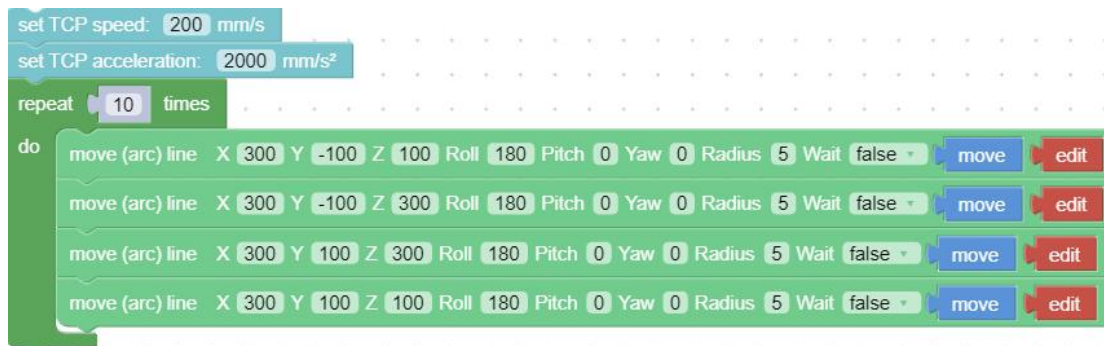 set TCP speed: 200 mm/s
set TCP acceleration: 2000 mm/s²
repeat 10 times
do move (arc) line X 300 Y -100 Z 100 Roll 180 Pitch 0 Yaw 0 Radius 5 Wait false move edit
move (arc) line X 300 Y -100 Z 300 Roll 180 Pitch 0 Yaw 0 Radius 5 Wait false move edit
move (arc) line X 300 Y 100 Z 300 Roll 180 Pitch 0 Yaw 0 Radius 5 Wait false move edit
move (arc) line X 300 Y 100 Z 100 Roll 180 Pitch 0 Yaw 0 Radius 5 Wait false move edit